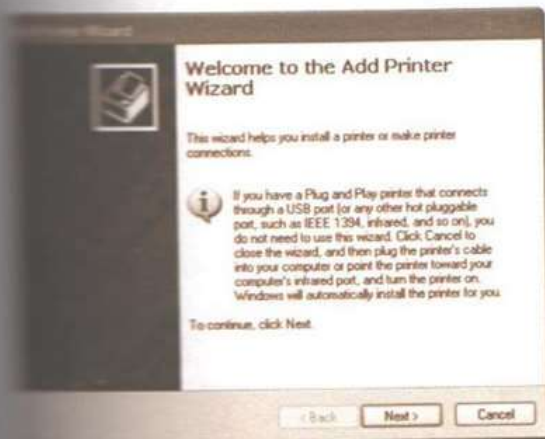 Welcome to the Add Printer
Wizard
This wizard helps you install a printer or make printer
connections.
If you have a Plug and Play printer that connects
through a USB port (or any other hot pluggable
port, such as IEEE 1394, infrared, and so on), you
do not need to use this wizard. Click Cancel to
close the wizard, and then plug the printer's cable
into your computer or point the printer toward your
computer's infrared port, and turn the printer on.
Windows will automatically install the printer for you.
To continue, click Next.
< Back Next > Cancel